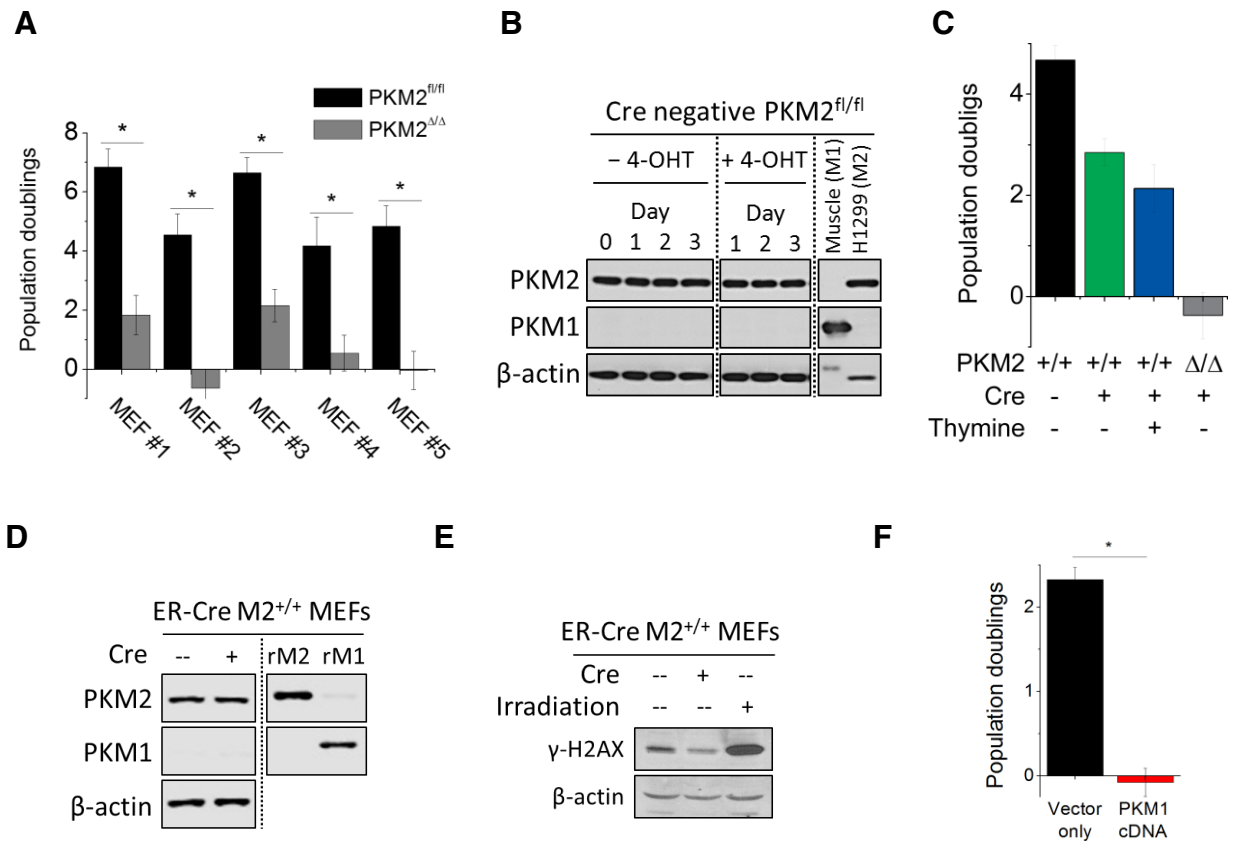 A
PKM2fl/fl
PKM2Δ/Δ
8
6
4
2
0
Population doublings
*
*
*
*
*
MEF #1
MEF #2
MEF #3
MEF #4
MEF #5
B
Cre negative PKM2fl/fl
− 4-OHT
+ 4-OHT
Muscle (M1)
H1299 (M2)
Day
Day
0 1 2 3
1 2 3
PKM2
PKM1
β-actin
C
Population doubligs
4
2
0
PKM2 +/+ +/+ +/+ Δ/Δ
Cre - + + +
Thymine - - + -
D
ER-Cre M2+/+ MEFs
Cre -- + rM2 rM1
PKM2
PKM1
β-actin
E
ER-Cre M2+/+ MEFs
Cre -- + --
Irradiation -- -- +
γ-H2AX
β-actin
F
*
Population doublings
2
1
0
Vector only
PKM1 cDNA